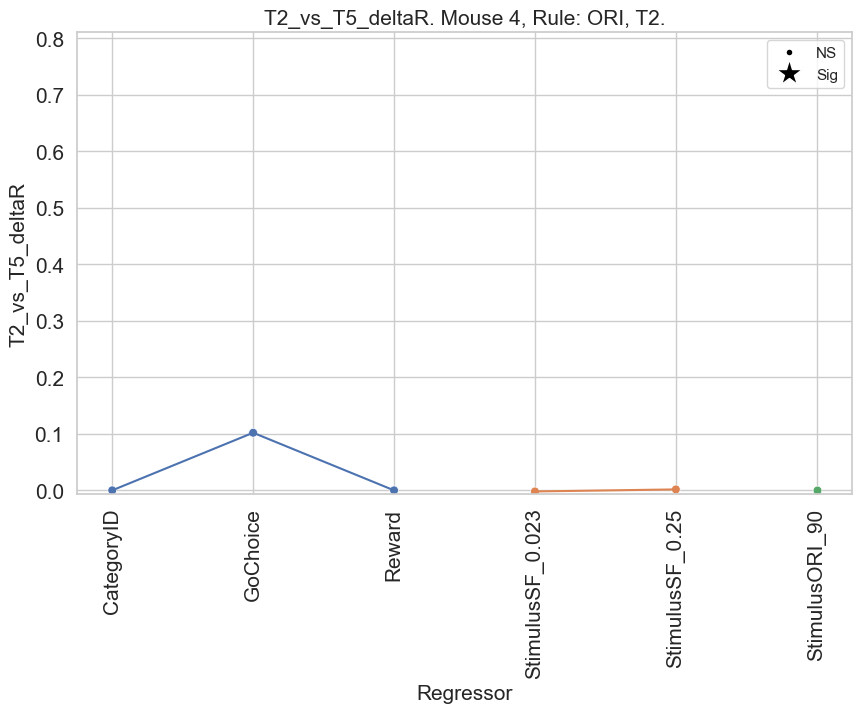 T2_vs_T5_deltaR. Mouse 4, Rule: ORI, T2.
NS
Sig
T2_vs_T5_deltaR
0.8
0.7
0.6
0.5
0.4
0.3
0.2
0.1
0.0
CategoryID
GoChoice
Reward
StimulusSF_0.023
StimulusSF_0.25
StimulusORI_90
Regressor